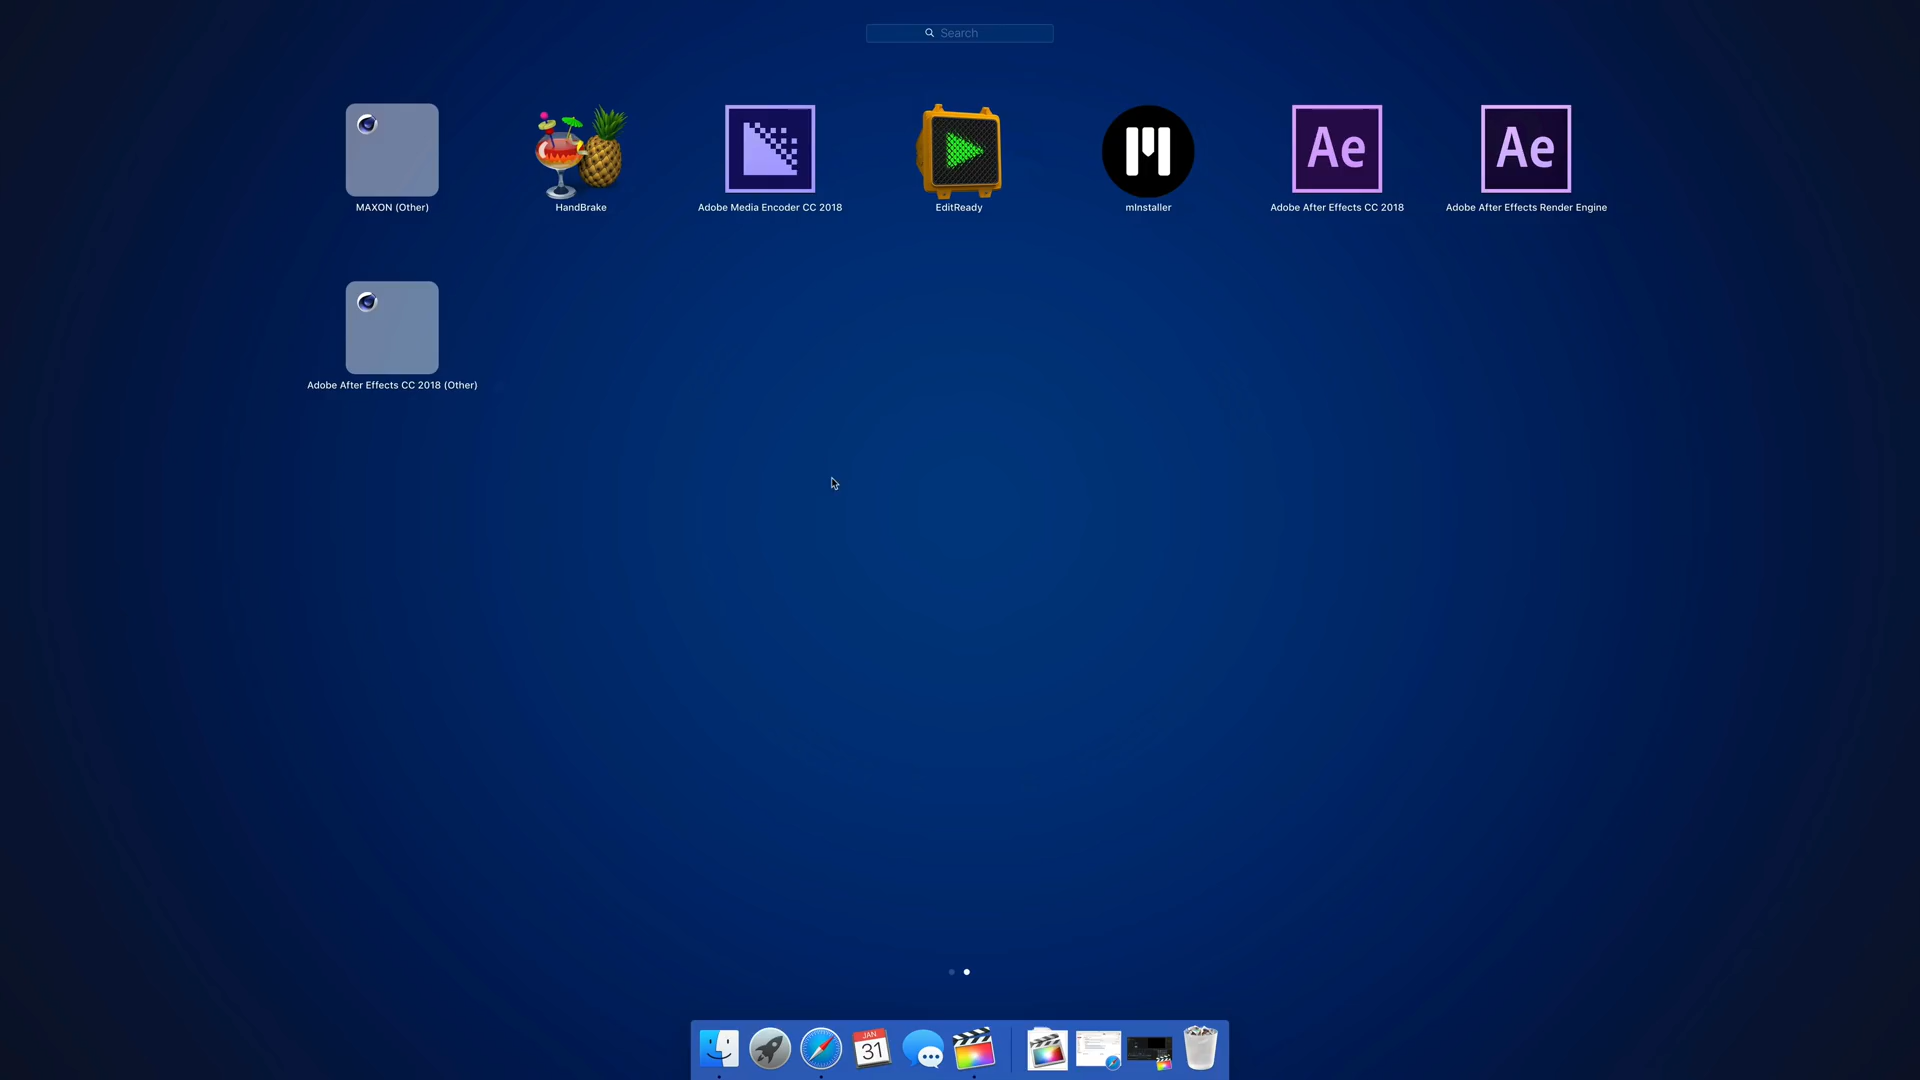 Search
MAXON (Other)
HandBrake
Adobe Media Encoder CC 2018
EditReady
mInstaller
Ae
Adobe After Effects CC 2018
Ae
Adobe After Effects Render Engine
Adobe After Effects CC 2018 (Other)
JAN
31